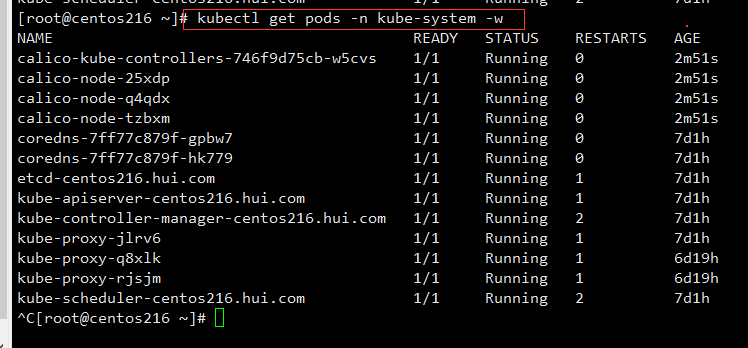 [root@centos216 ~]# kubectl get pods -n kube-system -w
NAME READY STATUS RESTARTS AGE
calico-kube-controllers-746f9d75cb-w5cvs 1/1 Running 0 2m51s
calico-node-25xdp 1/1 Running 0 2m51s
calico-node-q4qdx 1/1 Running 0 2m51s
calico-node-tzbxm 1/1 Running 0 2m51s
coredns-7ff77c879f-gpbw7 1/1 Running 0 7d1h
coredns-7ff77c879f-hk779 1/1 Running 0 7d1h
etcd-centos216.hui.com 1/1 Running 1 7d1h
kube-apiserver-centos216.hui.com 1/1 Running 1 7d1h
kube-controller-manager-centos216.hui.com 1/1 Running 2 7d1h
kube-proxy-jlrv6 1/1 Running 1 7d1h
kube-proxy-q8xlk 1/1 Running 1 6d19h
kube-proxy-rjsjm 1/1 Running 1 6d19h
kube-scheduler-centos216.hui.com 1/1 Running 2 7d1h
^C[root@centos216 ~]#